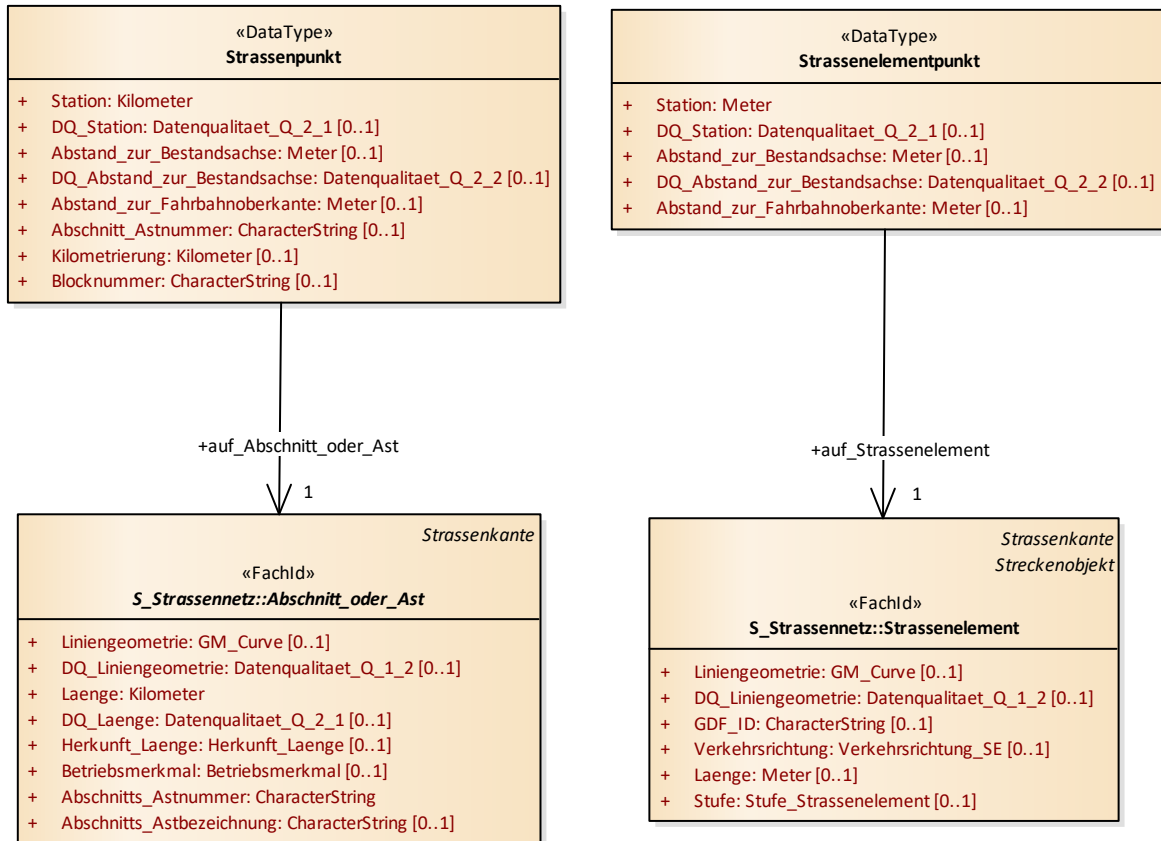 «DataType»
Strassenpunkt
+ Station: Kilometer
+ DQ_Station: Datenqualitaet_Q_2_1 [0..1]
+ Abstand_zur_Bestandsachse: Meter [0..1]
+ DQ_Abstand_zur_Bestandsachse: Datenqualitaet_Q_2_2 [0..1]
+ Abstand_zur_Fahrbahnoberkante: Meter [0..1]
+ Abschnitt_Astnummer: CharacterString [0..1]
+ Kilometrierung: Kilometer [0..1]
+ Blocknummer: CharacterString [0..1]
«DataType»
Strassenelementpunkt
+ Station: Meter
+ DQ_Station: Datenqualitaet_Q_2_1 [0..1]
+ Abstand_zur_Bestandsachse: Meter [0..1]
+ DQ_Abstand_zur_Bestandsachse: Datenqualitaet_Q_2_2 [0..1]
+ Abstand_zur_Fahrbahnoberkante: Meter [0..1]
+auf_Abschnitt_oder_Ast
1
+auf_Strassenelement
1
Strassenkante
«FachId»
S_Strassennetz::Abschnitt_oder_Ast
+ Liniengeometrie: GM_Curve [0..1]
+ DQ_Liniengeometrie: Datenqualitaet_Q_1_2 [0..1]
+ Laenge: Kilometer
+ DQ_Laenge: Datenqualitaet_Q_2_1 [0..1]
+ Herkunft_Laenge: Herkunft_Laenge [0..1]
+ Betriebsmerkmal: Betriebsmerkmal [0..1]
+ Abschnitts_Astnummer: CharacterString
+ Abschnitts_Astbezeichnung: CharacterString [0..1]
Strassenkante
Streckenobjekt
«FachId»
S_Strassennetz::Strassenelement
+ Liniengeometrie: GM_Curve [0..1]
+ DQ_Liniengeometrie: Datenqualitaet_Q_1_2 [0..1]
+ GDF_ID: CharacterString [0..1]
+ Verkehrsrichtung: Verkehrsrichtung_SE [0..1]
+ Laenge: Meter [0..1]
+ Stufe: Stufe_Strassenelement [0..1]